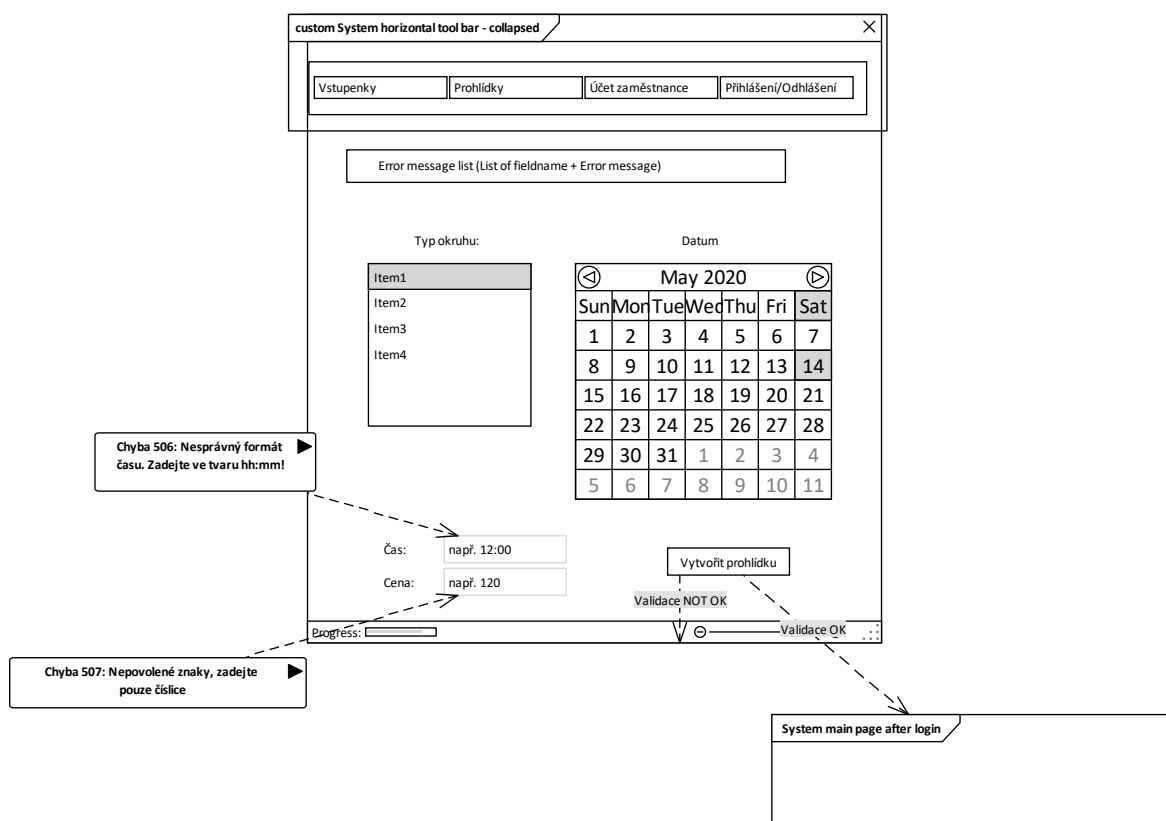 custom System horizontal tool bar - collapsed
Vstupenky
Prohlídky
Účet zaměstnance
Přihlášení/Odhlášení
Error message list (List of fieldname + Error message)
Typ okruhu:
Datum
Item1
Item2
Item3
Item4
May 2020
Sun Mon Tue Wed Thu Fri Sat
1 2 3 4 5 6 7
8 9 10 11 12 13 14
15 16 17 18 19 20 21
22 23 24 25 26 27 28
29 30 31 1 2 3 4
5 6 7 8 9 10 11
Chyba 506: Nesprávný formát
času. Zadejte ve tvaru hh:mm!
Čas:
např. 12:00
Cena:
např. 120
Vytvořit prohlídku
Validace NOT OK
Validace OK
Progress:
Chyba 507: Nepovolené znaky, zadejte
pouze číslice
System main page after login